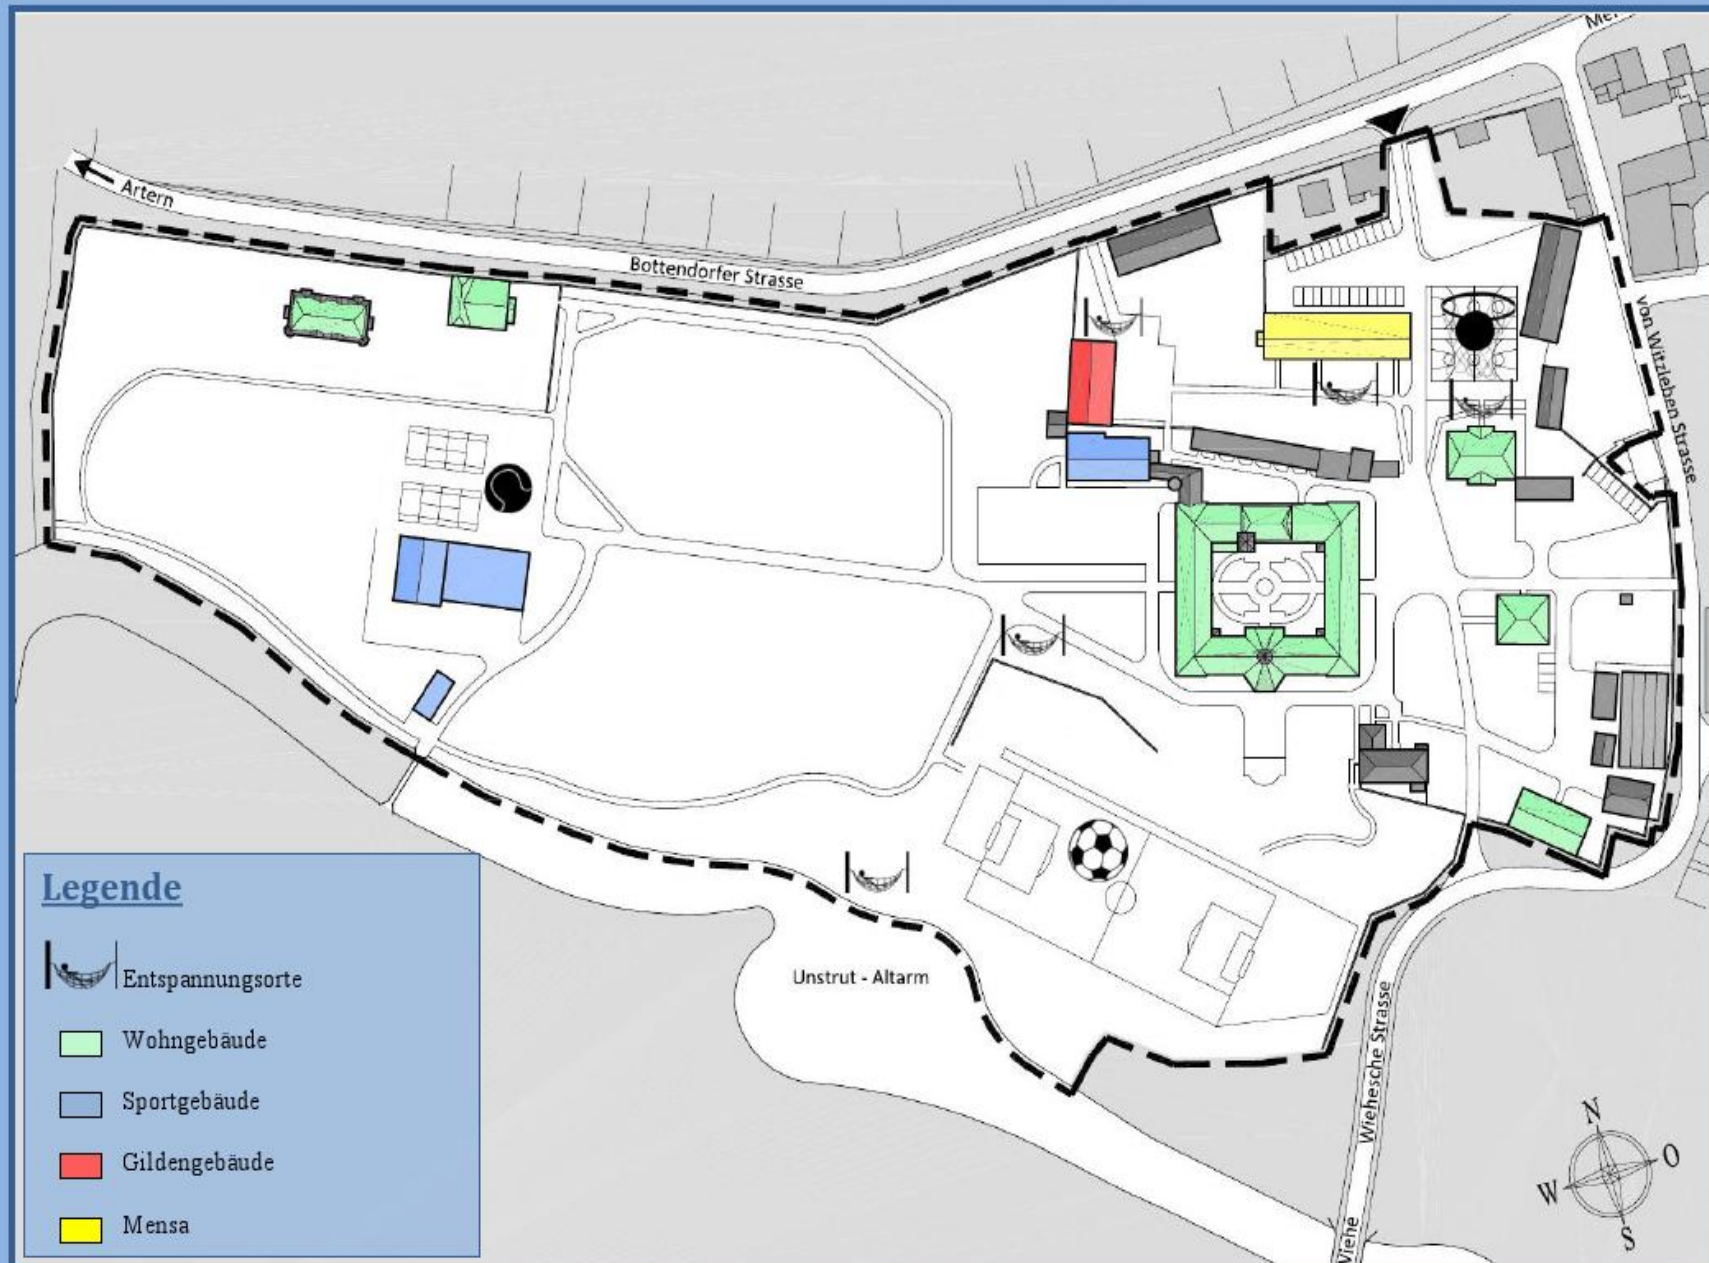 Artern
Bottendorfer Strasse
von Witzleben Strasse
Unstrut - Altarm
Wiehesche Strasse
Legende
Entspannungsorte
Wohngebäude
Sportgebäude
Gildengebäude
Mensa
N
O
W
S